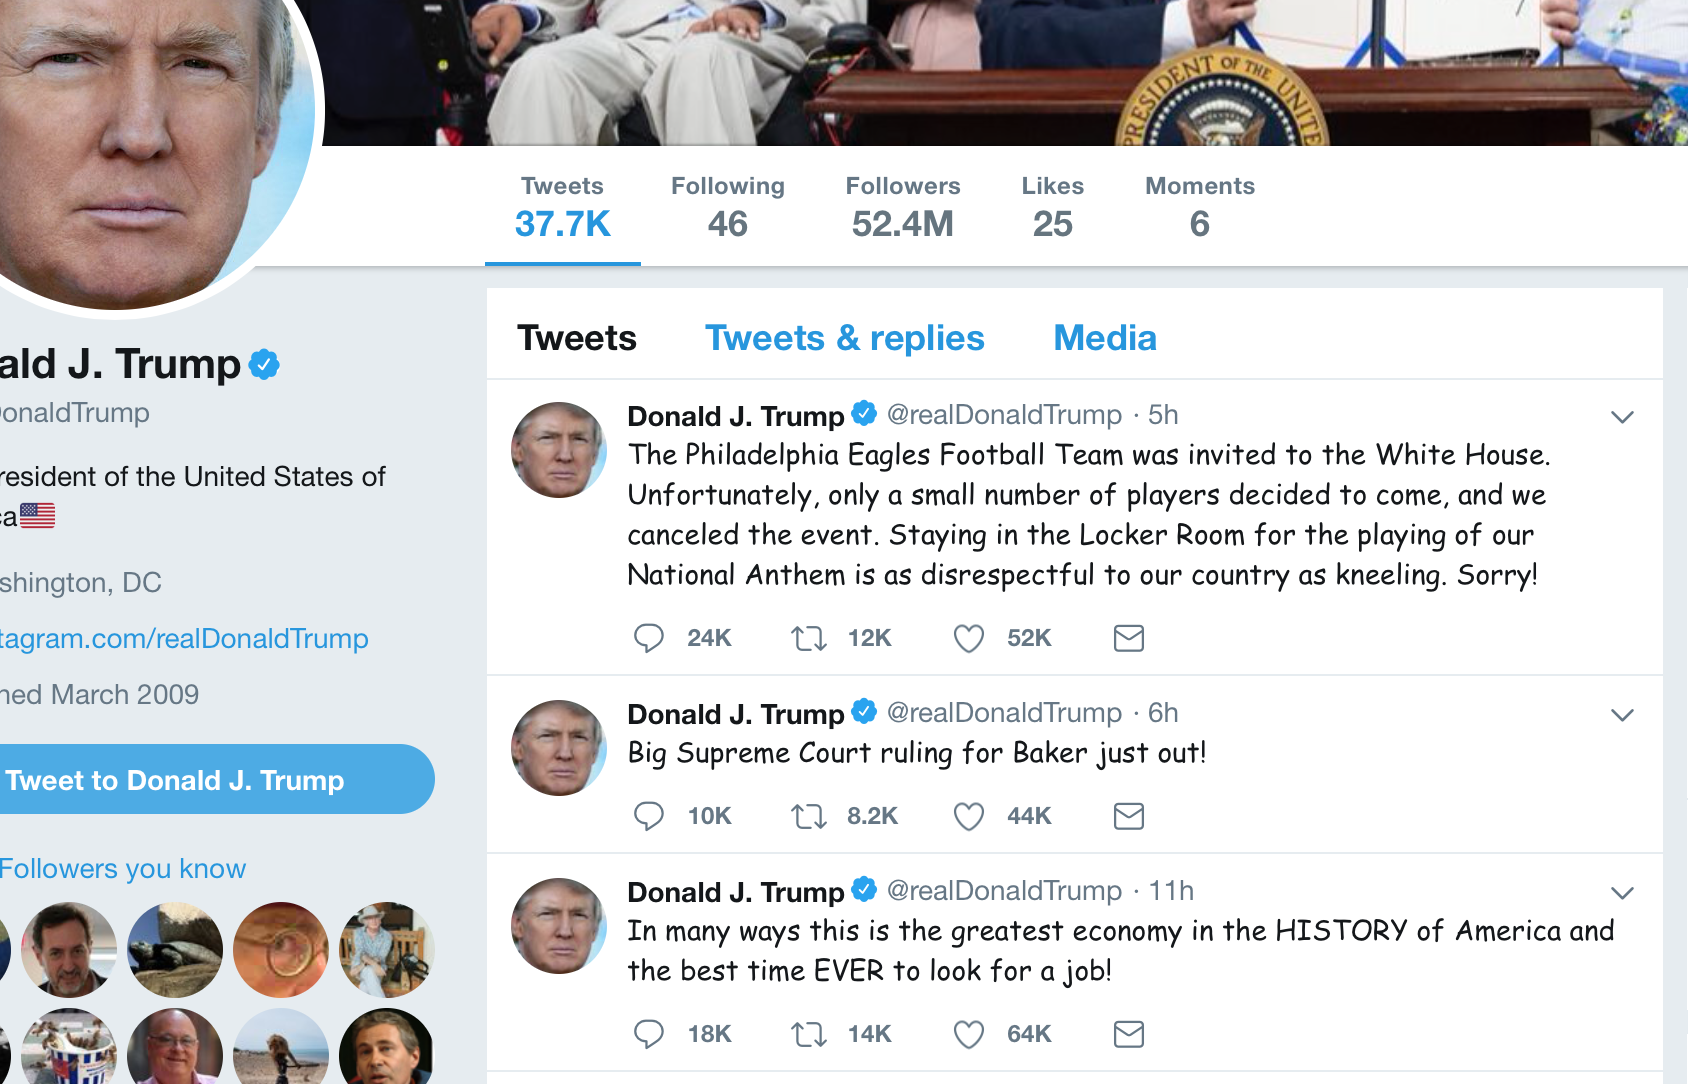 PRESIDENT OF THE UNITE
Tweets Following Followers Likes Moments
37.7K 46 52.4M 25 6
Tweets Tweets & replies Media
ald J. Trump
onaldTrump
resident of the United States of
ca
shington, DC
tagram.com/realDonaldTrump
ned March 2009
Tweet to Donald J. Trump
Followers you know
Donald J. Trump @realDonaldTrump · 5h
The Philadelphia Eagles Football Team was invited to the White House.
Unfortunately, only a small number of players decided to come, and we
canceled the event. Staying in the Locker Room for the playing of our
National Anthem is as disrespectful to our country as kneeling. Sorry!
24K 12K 52K
Donald J. Trump @realDonaldTrump · 6h
Big Supreme Court ruling for Baker just out!
10K 8.2K 44K
Donald J. Trump @realDonaldTrump · 11h
In many ways this is the greatest economy in the HISTORY of America and
the best time EVER to look for a job!
18K 14K 64K